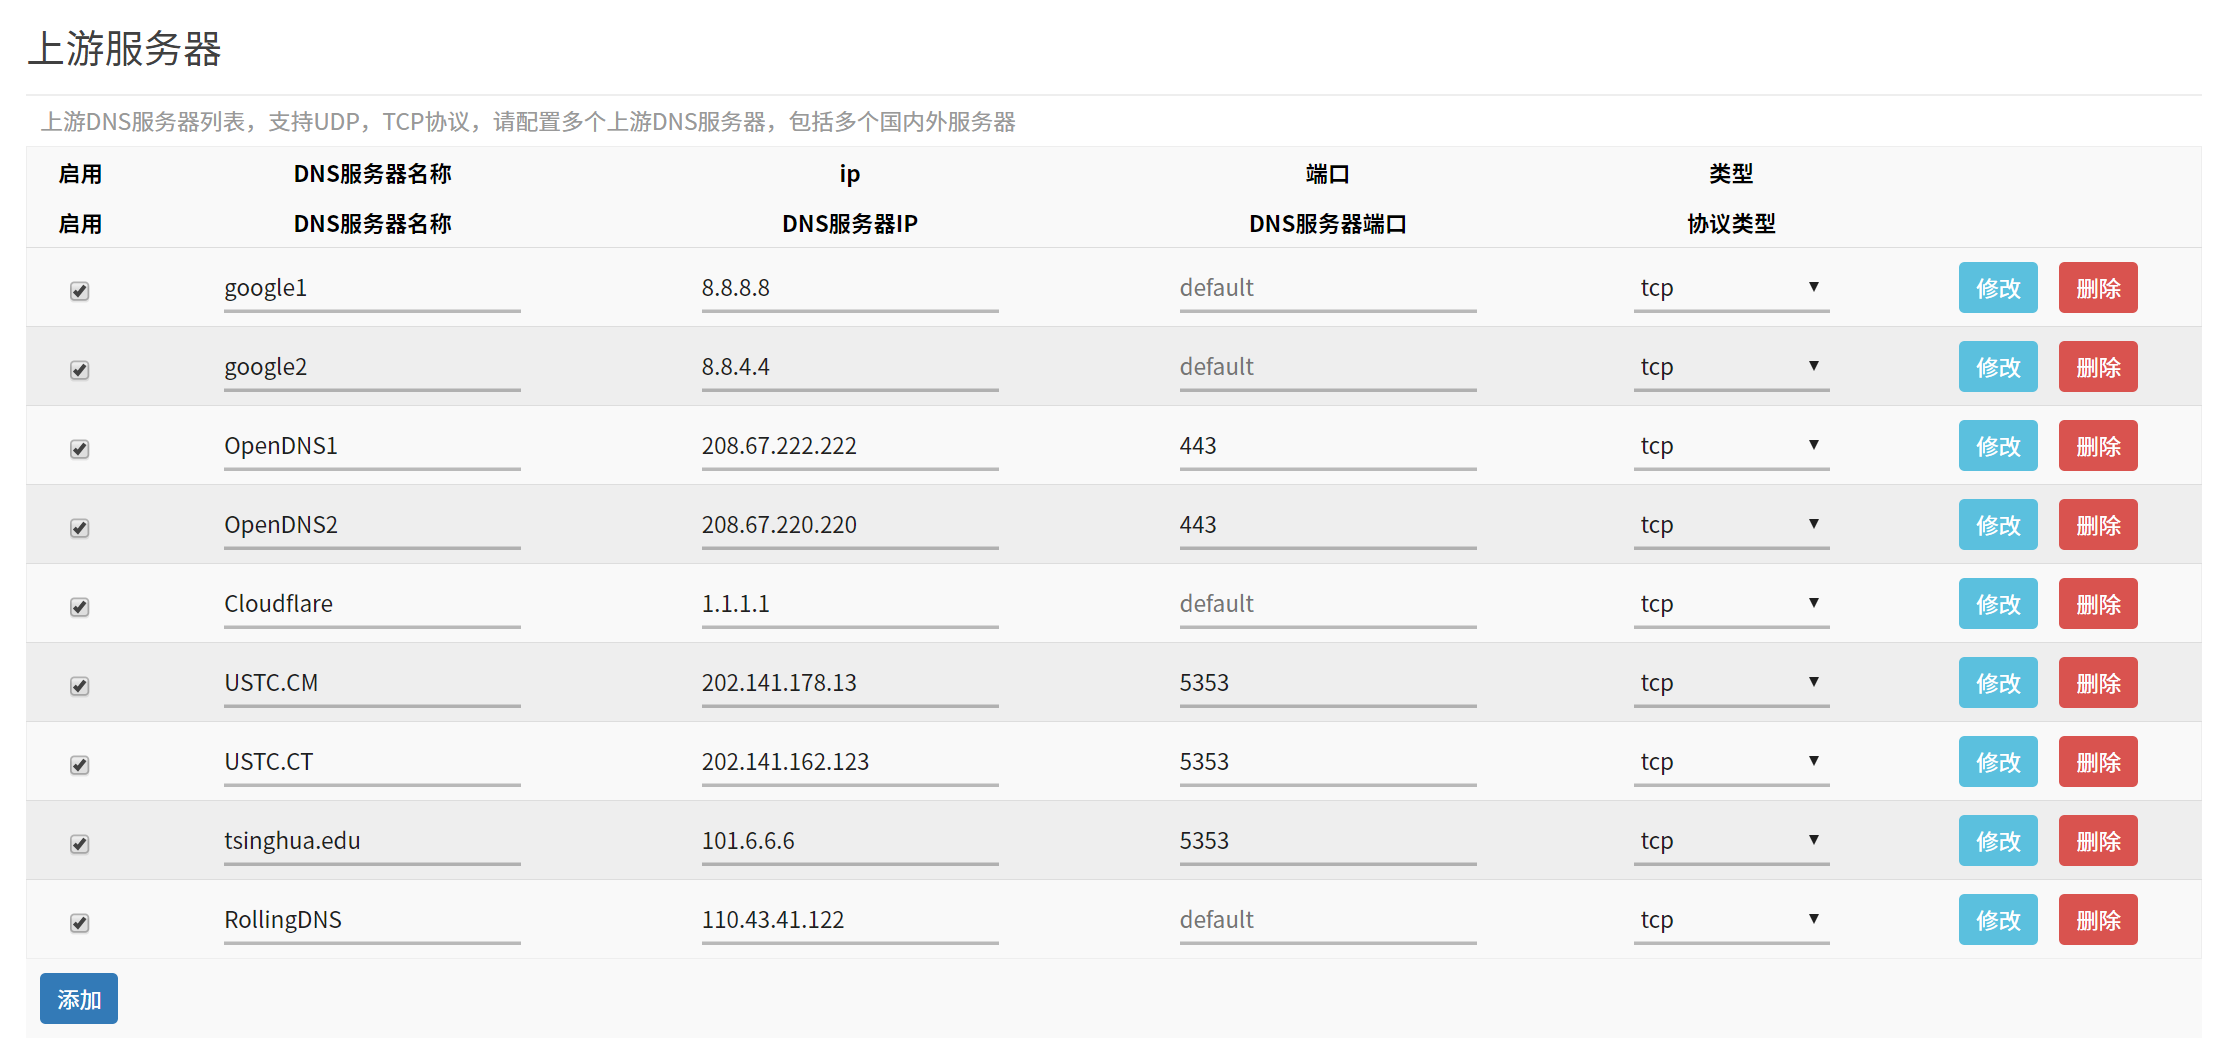 上游服务器
上游DNS服务器列表，支持UDP，TCP协议，请配置多个上游DNS服务器，包括多个国内外服务器
启用 DNS服务器名称 ip 端口 类型
启用 DNS服务器名称 DNS服务器IP DNS服务器端口 协议类型
google1 8.8.8.8 default tcp 修改 删除
google2 8.8.4.4 default tcp 修改 删除
OpenDNS1 208.67.222.222 443 tcp 修改 删除
OpenDNS2 208.67.220.220 443 tcp 修改 删除
Cloudflare 1.1.1.1 default tcp 修改 删除
USTC.CM 202.141.178.13 5353 tcp 修改 删除
USTC.CT 202.141.162.123 5353 tcp 修改 删除
tsinghua.edu 101.6.6.6 5353 tcp 修改 删除
RollingDNS 110.43.41.122 default tcp 修改 删除
添加